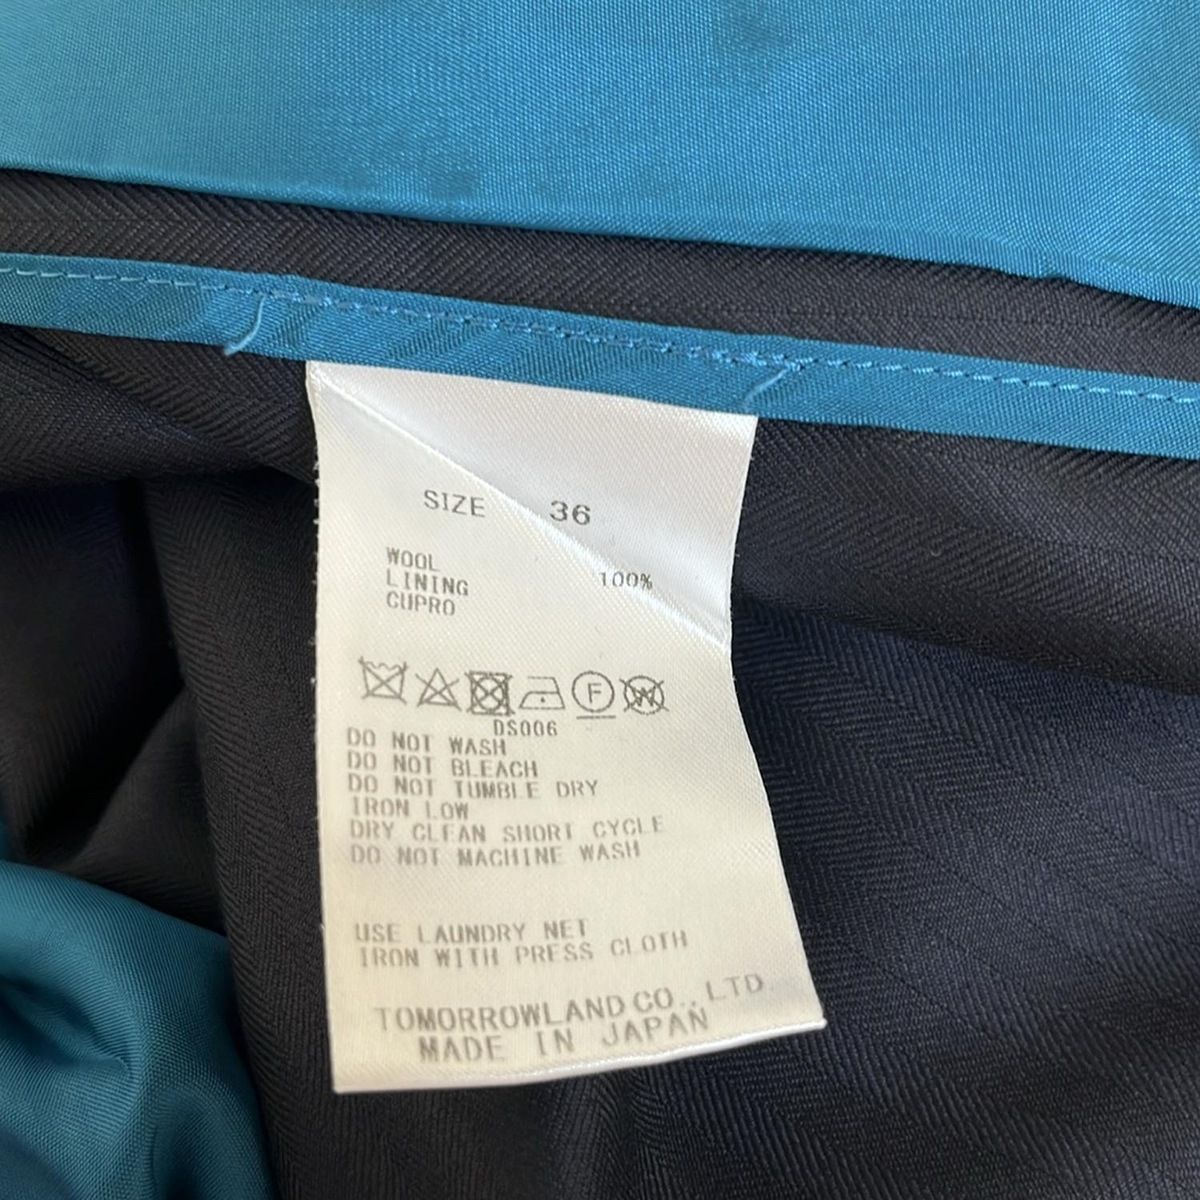 SIZE 36
WOOL 100%
LINING
CUPRO
F W
DS006
DO NOT WASH
DO NOT BLEACH
DO NOT TUMBLE DRY
IRON LOW
DRY CLEAN SHORT CYCLE
DO NOT MACHINE WASH
USE LAUNDRY NET
IRON WITH PRESS CLOTH
TOMORROWLAND CO., LTD.
MADE IN JAPAN